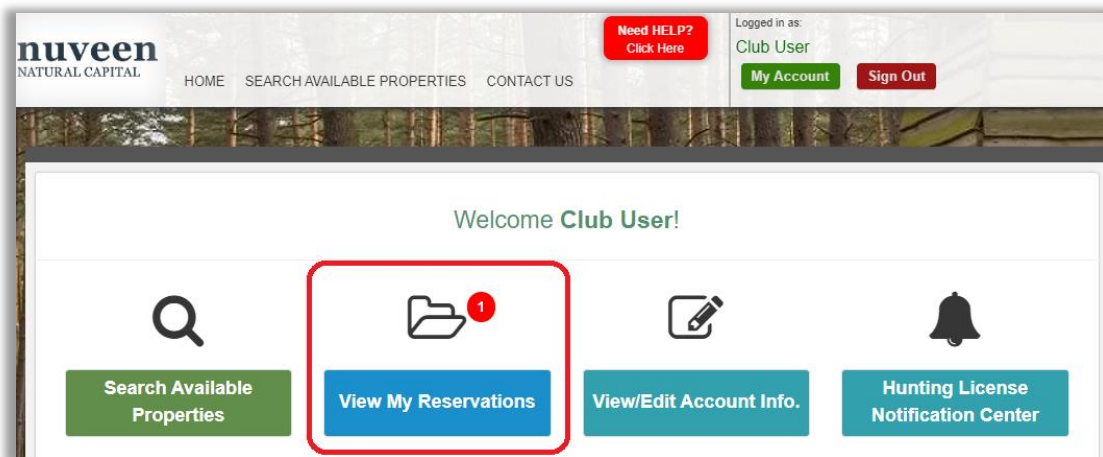 nuveen
NATURAL CAPITAL
HOME SEARCH AVAILABLE PROPERTIES CONTACT US
Need HELP?
Click Here
Logged in as:
Club User
My Account Sign Out
Welcome Club User!
1
Search Available
Properties
View My Reservations
View/Edit Account Info.
Hunting License
Notification Center